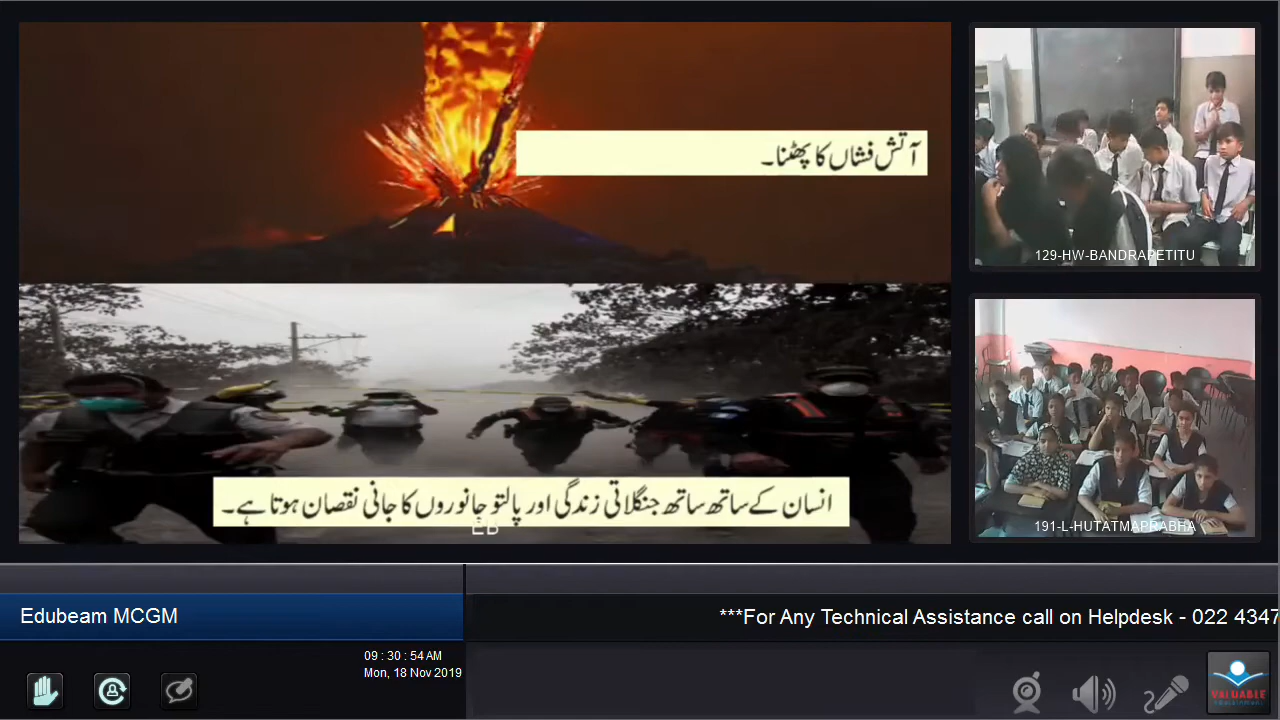 آتش فشاں کا پھٹنا۔
انسان کے ساتھ ساتھ جنگلاتی زندگی اور پالتو جانوروں کا جانی نقصان ہوتا ہے۔
EB
129-HW-BANDRAPETITU
191-L-HUTATMAPRABHA
Edubeam MCGM
***For Any Technical Assistance call on Helpdesk - 022 4347
09 : 30 : 54 AM
Mon, 18 Nov 2019
VALUABLE